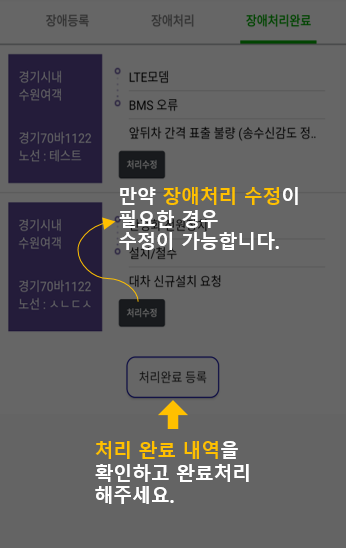 장애등록 장애처리 장애처리완료
경기시내
수원여객
경기70바1122
노선 : 테스트
LTE모뎀
BMS 오류
앞뒤차 간격 표출 불량 (송수신감도 정..
처리수정
만약 장애처리 수정이
필요한 경우
수정이 가능합니다.
경기시내
수원여객
경기70바1122
노선 : ㅅㄴㄷㅅ
설치/철수
대차 신규설치 요청
처리수정
처리완료 등록
처리 완료 내역을
확인하고 완료처리
해주세요.